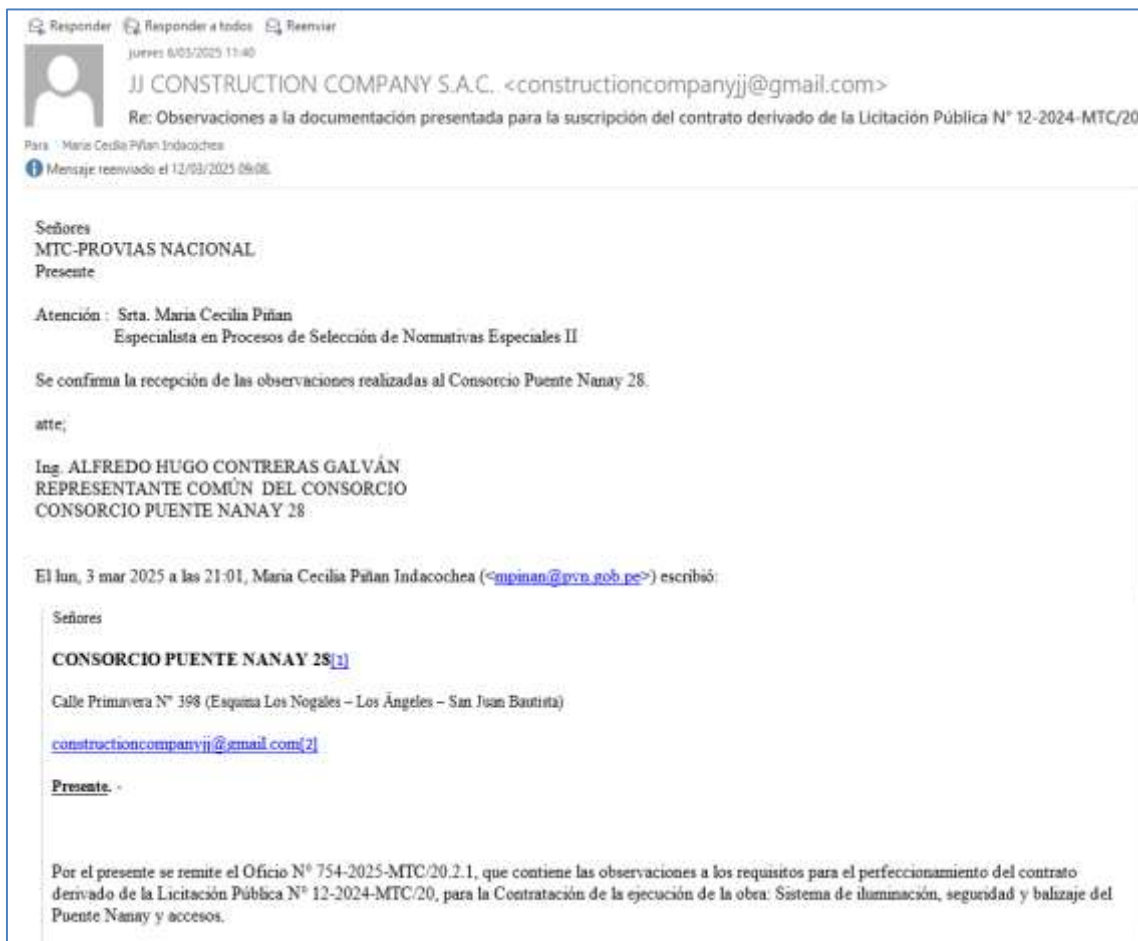 Responder Responder a todos Reenviar
jueves 6/03/2025 11:40
JJ CONSTRUCTION COMPANY S.A.C. <constructioncompanyjj@gmail.com>
Re: Observaciones a la documentación presentada para la suscripción del contrato derivado de la Licitación Pública N° 12-2024-MTC/20
Para Maria Cecilia Piñan Indacochea
Mensaje reenviado el 12/03/2025 09:08.
Señores
MTC-PROVIAS NACIONAL
Presente
Atención : Srta. Maria Cecilia Piñan
Especialista en Procesos de Selección de Normativas Especiales II
Se confirma la recepción de las observaciones realizadas al Consorcio Puente Nanay 28.
atte;
Ing. ALFREDO HUGO CONTRERAS GALVÁN
REPRESENTANTE COMÚN DEL CONSORCIO
CONSORCIO PUENTE NANAY 28
El lun, 3 mar 2025 a las 21:01, Maria Cecilia Piñan Indacochea (<mpinan@pvn.gob.pe>) escribió:
Señores
CONSORCIO PUENTE NANAY 28[1]
Calle Primavera N° 398 (Esquina Los Nogales – Los Ángeles – San Juan Bautista)
constructioncompanyjj@gmail.com[2]
Presente. -
Por el presente se remite el Oficio N° 754-2025-MTC/20.2.1, que contiene las observaciones a los requisitos para el perfeccionamiento del contrato
derivado de la Licitación Pública N° 12-2024-MTC/20, para la Contratación de la ejecución de la obra: Sistema de iluminación, seguridad y balizaje del
Puente Nanay y accesos.